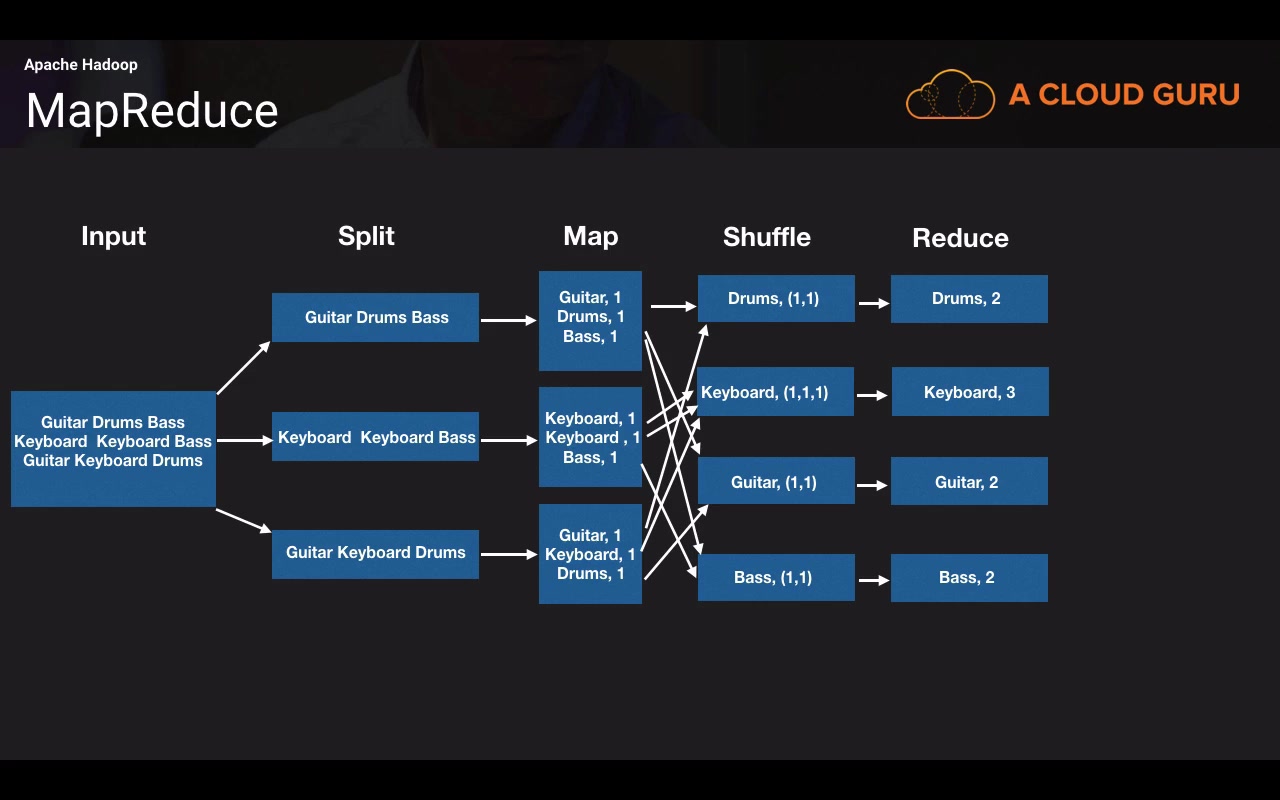 Apache Hadoop
MapReduce
A CLOUD GURU
Input
Split
Map
Shuffle
Reduce
Guitar Drums Bass
Keyboard  Keyboard Bass
Guitar Keyboard Drums
Guitar Drums Bass
Keyboard  Keyboard Bass
Guitar Keyboard Drums
Guitar, 1
Drums, 1
Bass, 1
Keyboard, 1
Keyboard , 1
Bass, 1
Guitar, 1
Keyboard, 1
Drums, 1
Drums, (1,1)
Keyboard, (1,1,1)
Guitar, (1,1)
Bass, (1,1)
Drums, 2
Keyboard, 3
Guitar, 2
Bass, 2